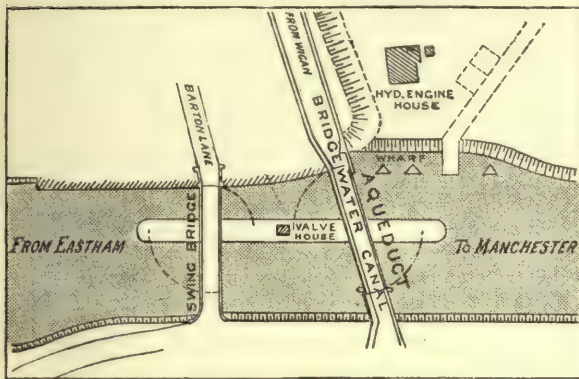 FROM WIGAN
BRIDGEWATER CANAL
AQUEDUCT
HYD. ENGINE
HOUSE
BARTON LANE
WHARF
FROM EASTHAM
SWING BRIDGE
VALVE
HOUSE
TO MANCHESTER